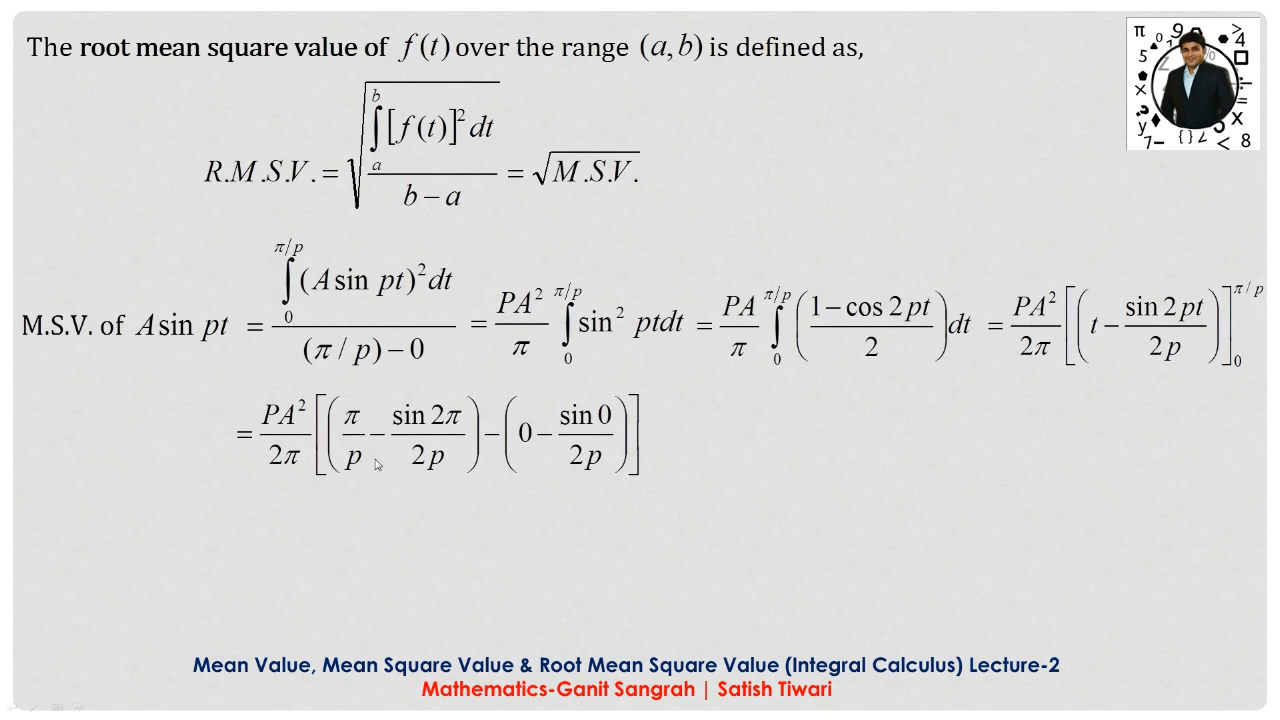 The root mean square value of f(t) over the range (a,b) is defined as,
R.M.S.V. = √( ∫_a^b [f(t)]² dt / (b − a) ) = √M.S.V.
M.S.V. of A sin pt = ∫_0^{π/p} (A sin pt)² dt / ((π / p) − 0) = PA²/π ∫_0^{π/p} sin² ptdt = PA/π ∫_0^{π/p} ((1 − cos 2pt)/2) dt = PA²/2π [(t − sin 2pt/2p)]_0^{π/p}
= PA²/2π [(π/p − sin 2π/2p) − (0 − sin 0/2p)]
Mean Value, Mean Square Value & Root Mean Square Value (Integral Calculus) Lecture-2
Mathematics-Ganit Sangrah | Satish Tiwari